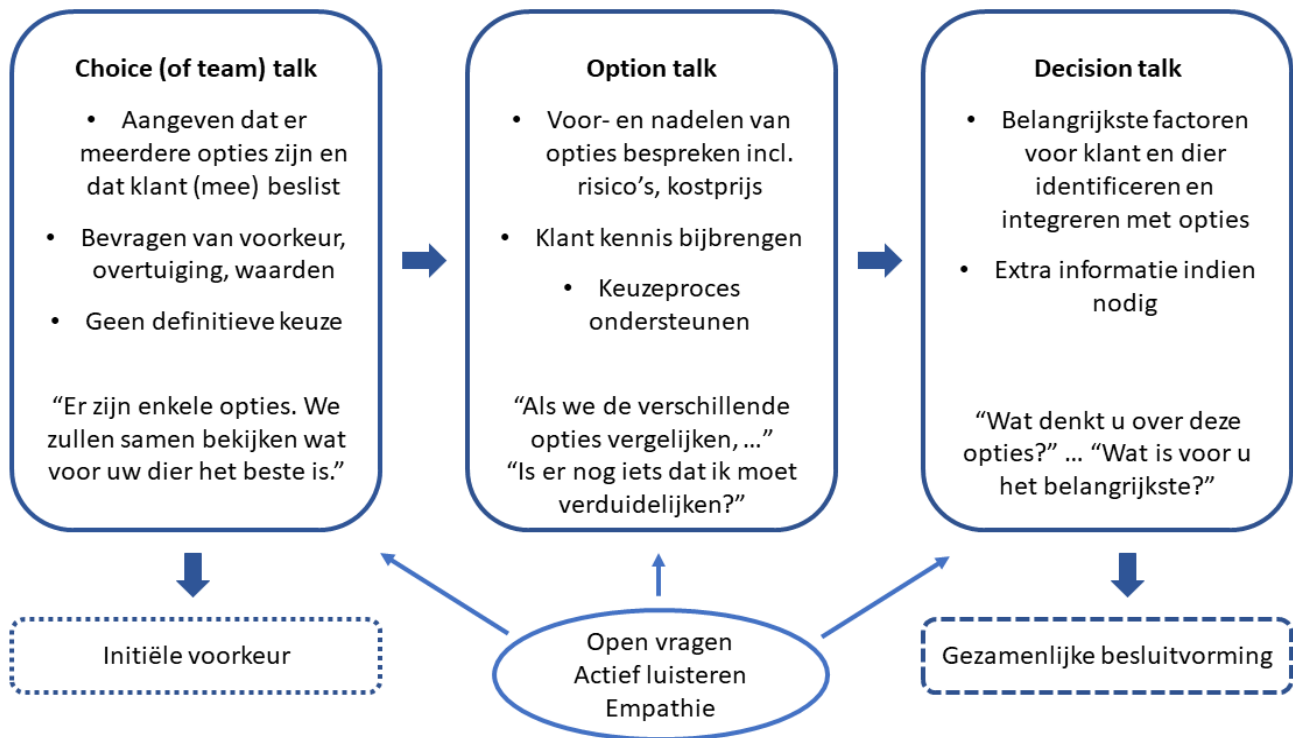 Choice (of team) talk
• Aangeven dat er
meerdere opties zijn en
dat klant (mee) beslist
• Bevragen van voorkeur,
overtuiging, waarden
• Geen definitieve keuze
“Er zijn enkele opties. We
zullen samen bekijken wat
voor uw dier het beste is.”
Option talk
• Voor- en nadelen van
opties bespreken incl.
risico’s, kostprijs
• Klant kennis bijbrengen
• Keuzeproces
ondersteunen
“Als we de verschillende
opties vergelijken, …”
“Is er nog iets dat ik moet
verduidelijken?”
Decision talk
• Belangrijkste factoren
voor klant en dier
identificeren en
integreren met opties
• Extra informatie indien
nodig
“Wat denkt u over deze
opties?” … “Wat is voor u
het belangrijkste?”
Initiële voorkeur
Open vragen
Actief luisteren
Empathie
Gezamenlijke besluitvorming